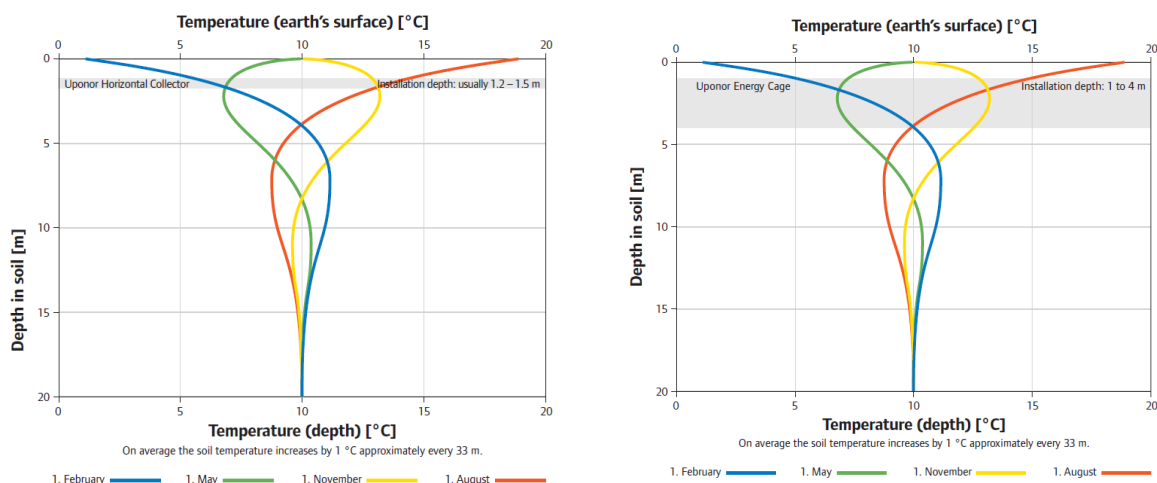 Temperature (earth's surface) [°C]
0 5 10 15 20
0
5
10
15
20
Depth in soil [m]
Uponor Horizontal Collector
Installation depth: usually 1.2 – 1.5 m
0 5 10 15 20
Temperature (depth) [°C]
On average the soil temperature increases by 1 °C approximately every 33 m.
1. February 1. May 1. November 1. August
Temperature (earth's surface) [°C]
0 5 10 15 20
0
5
10
15
20
Depth in soil [m]
Uponor Energy Cage
Installation depth: 1 to 4 m
0 5 10 15 20
Temperature (depth) [°C]
On average the soil temperature increases by 1 °C approximately every 33 m.
1. February 1. May 1. November 1. August